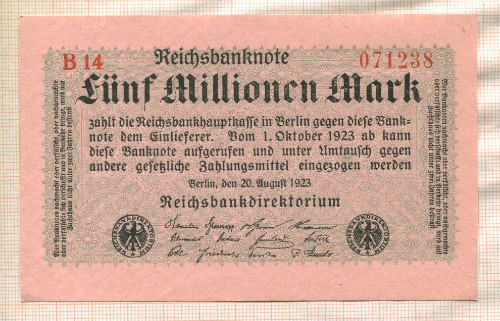 Reichsbanknote
B 14
071238
Fünf Millionen Mark
zahlt die Reichsbankhauptkasse in Berlin gegen diese Bank-
note dem Einlieferer. Vom 1. Oktober 1923 ab kann
diese Banknote aufgerufen und unter Umtausch gegen
andere gesetzliche Zahlungsmittel eingezogen werden
Berlin, den 20. August 1923
Reichsbankdirektorium
REICHSBANKDIREKTORIUM
REICHSBANKDIREKTORIUM